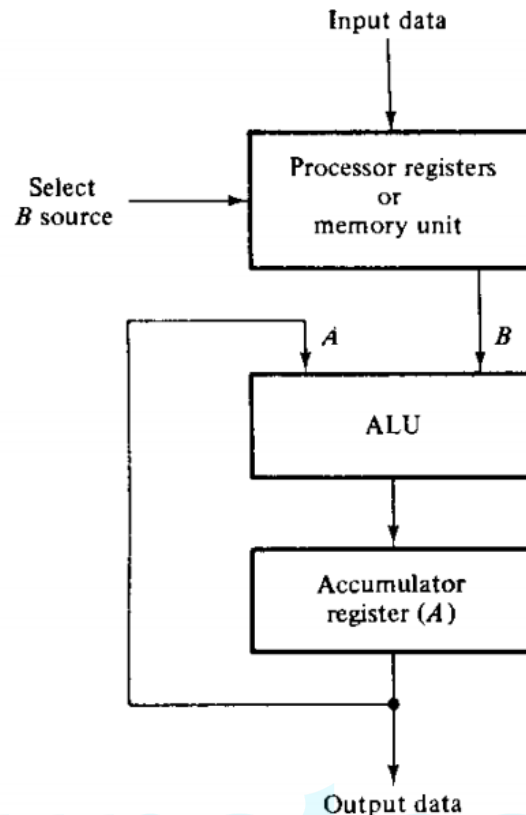 Input data
Processor registers
or
memory unit
Select
B source
A
B
ALU
Accumulator
register (A)
Output data